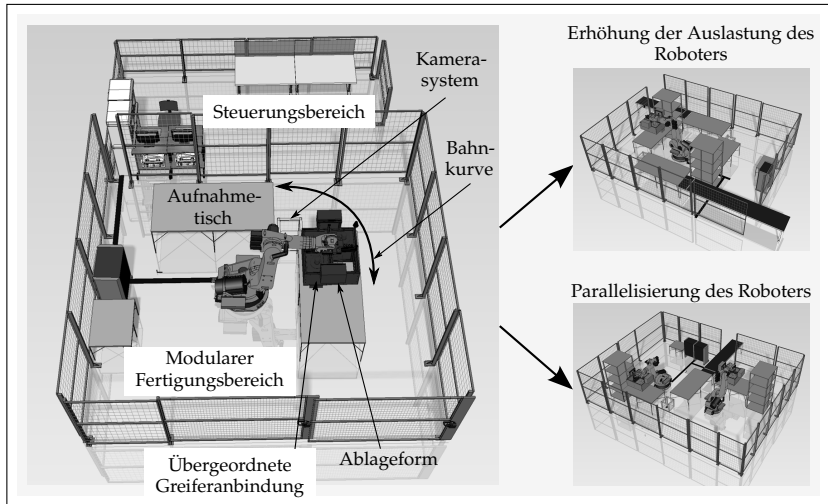 Kamera-
system
Steuerungsbereich
Bahn-
kurve
Aufnahme-
tisch
Modularer
Fertigungsbereich
Übergeordnete
Greiferanbindung
Ablageform
Erhöhung der Auslastung des
Roboters
Parallelisierung des Roboters